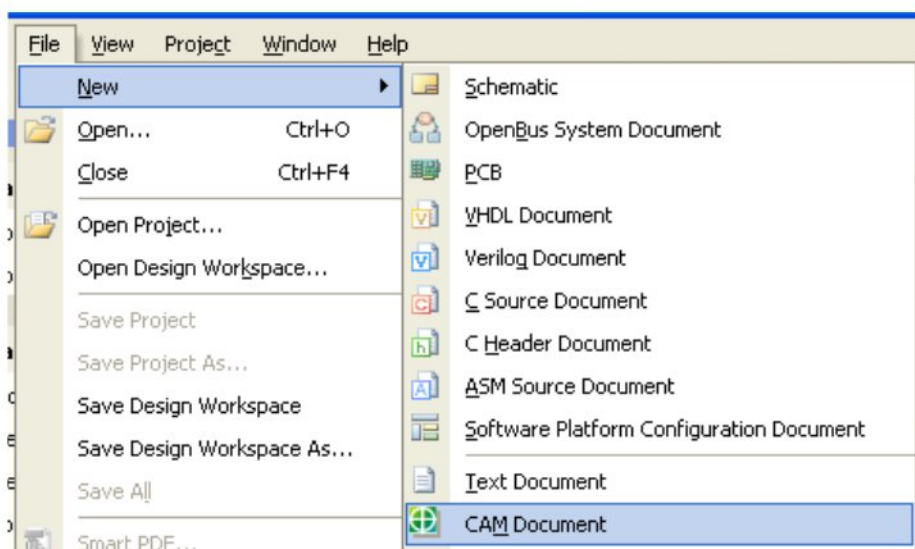 File View Project Window Help
New
Open... Ctrl+O
Close Ctrl+F4
Open Project...
Open Design Workspace...
Save Project
Save Project As...
Save Design Workspace
Save Design Workspace As...
Save All
Smart PDF...
Schematic
OpenBus System Document
PCB
VHDL Document
Verilog Document
C Source Document
C Header Document
ASM Source Document
Software Platform Configuration Document
Text Document
CAM Document